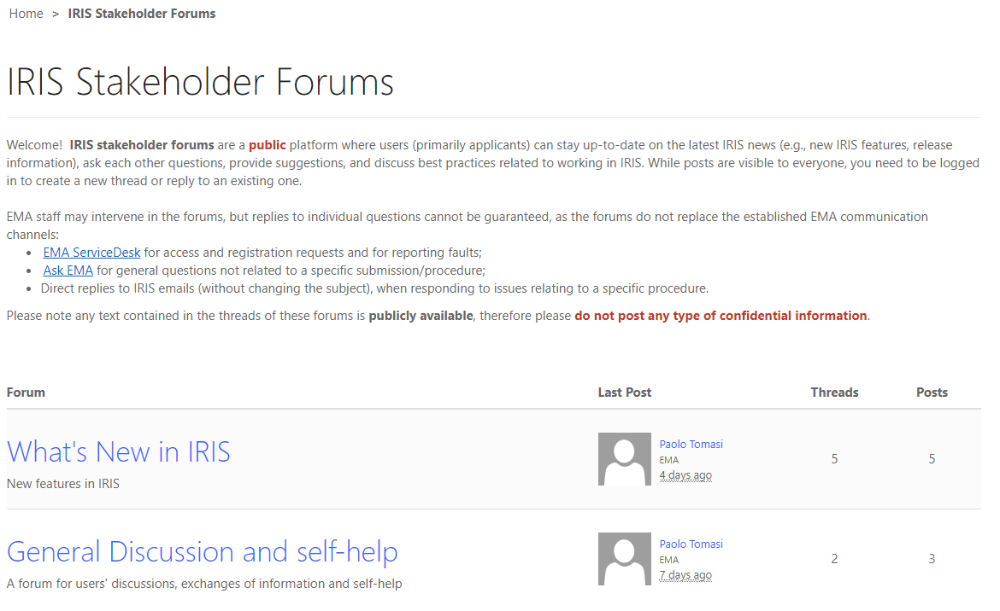 Home > IRIS Stakeholder Forums
IRIS Stakeholder Forums
Welcome! IRIS stakeholder forums are a public platform where users (primarily applicants) can stay up-to-date on the latest IRIS news (e.g., new IRIS features, release
information), ask each other questions, provide suggestions, and discuss best practices related to working in IRIS. While posts are visible to everyone, you need to be logged
in to create a new thread or reply to an existing one.
EMA staff may intervene in the forums, but replies to individual questions cannot be guaranteed, as the forums do not replace the established EMA communication
channels:
• EMA ServiceDesk for access and registration requests and for reporting faults;
• Ask EMA for general questions not related to a specific submission/procedure;
• Direct replies to IRIS emails (without changing the subject), when responding to issues relating to a specific procedure.
Please note any text contained in the threads of these forums is publicly available, therefore please do not post any type of confidential information.
Forum Last Post Threads Posts
What's New in IRIS
New features in IRIS
Paolo Tomasi
EMA
4 days ago
5 5
General Discussion and self-help
A forum for users' discussions, exchanges of information and self-help
Paolo Tomasi
EMA
7 days ago
2 3